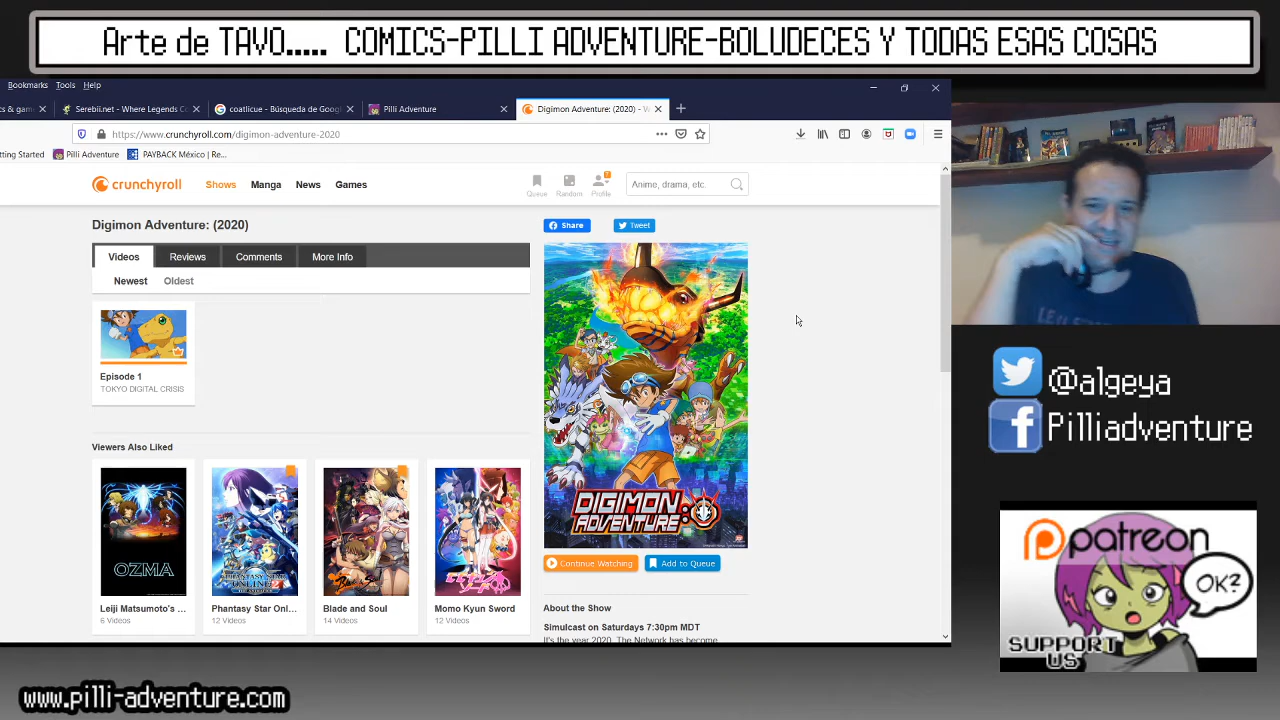 Arte de TAVO..... COMICS-PILLI ADVENTURE-BOLUDECES Y TODAS ESAS COSAS
Bookmarks Tools Help
Serebii.net - Where Legends C
coatlicue - Búsqueda de Goog
Pilli Adventure
Digimon Adventure: (2020) - W
https://www.crunchyroll.com/digimon-adventure-2020
tting Started Pilli Adventure PAYBACK México | Re...
crunchyroll Shows Manga News Games
Queue Random Profile
Anime, drama, etc.
Digimon Adventure: (2020)
Share Tweet
Videos Reviews Comments More Info
Newest Oldest
Episode 1
TOKYO DIGITAL CRISIS
DIGIMON
ADVENTURE:
Continue Watching Add to Queue
Viewers Also Liked
OZMA
PHANTASY STAR ONLINE 2
Leiji Matsumoto's ...
6 Videos
Phantasy Star Onl...
12 Videos
Blade and Soul
14 Videos
Momo Kyun Sword
12 Videos
About the Show
Simulcast on Saturdays 7:30pm MDT
It's the year 2020. The Network has become
@algeya
Pilliadventure
patreon
OK?
SUPPORT
US
www.pilli-adventure.com